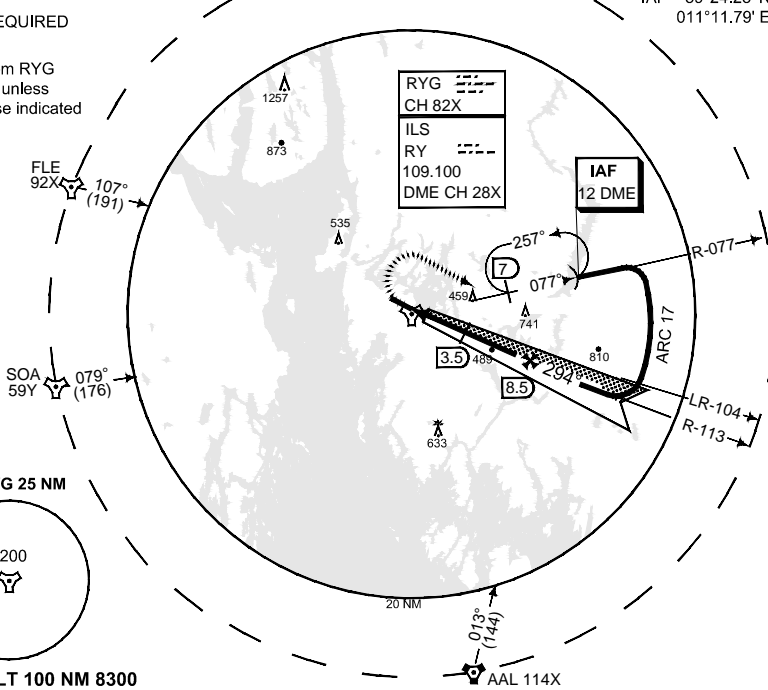 EQUIRED
011°11.79' E
m RYG
unless
se indicated
RYG
CH 82X
1257
ILS
RY
109.100
DME CH 28X
873
FLE
92X
107°
(191)
IAF
12 DME
535
257°
R-077
7
077°
459
741
ARC 17
3.5
489
810
SOA
59Y
079°
(176)
294°
8.5
LR-104
R-113
633
G 25 NM
200
20 NM
013°
(144)
LT 100 NM 8300
AAL 114X